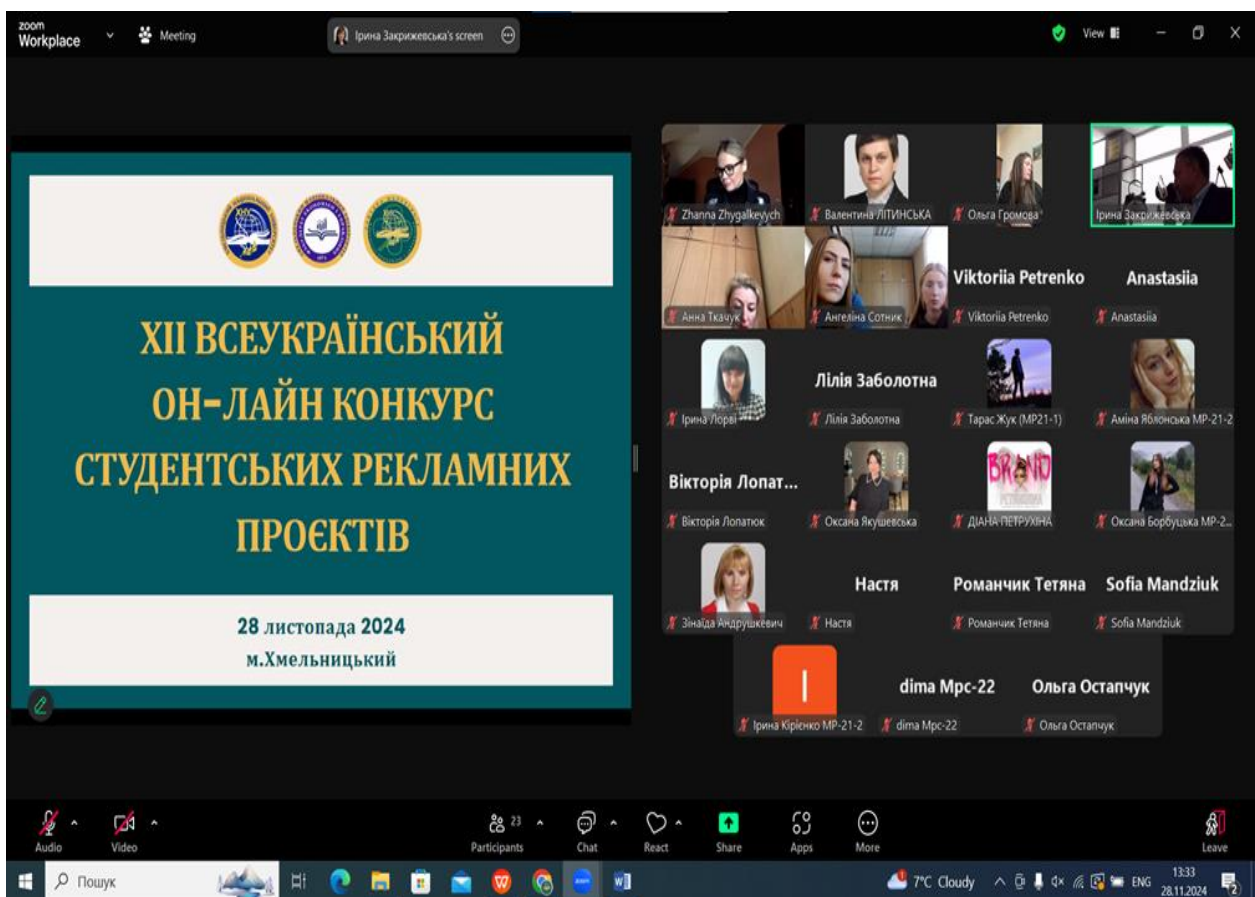 zoom
Workplace
Meeting
Ірина Закрижевська's screen
View
XII ВСЕУКРАЇНСЬКИЙ
ОН-ЛАЙН КОНКУРС
СТУДЕНТСЬКИХ РЕКЛАМНИХ
ПРОЄКТІВ
28 листопада 2024
м.Хмельницький
Zhanna Zhygalkevych
Валентина ЛІТИНСЬКА
Ольга Громова
Ірина Закрижевська
Анна Ткачук
Ангеліна Сотник
Viktoriia Petrenko
Viktoriia Petrenko
Anastasiia
Anastasiia
Ірина Лорві
Лілія Заболотна
Лілія Заболотна
Тарас Жук (МР21-1)
Аміна Яблонська МР-21-2
Вікторія Лопат...
Вікторія Лопатюк
Оксана Якушевська
BRAND
ДІАНА ПЕТРУХІНА
Оксана Борбуцька МР-2...
Зінаїда Андрушкевич
Настя
Настя
Романчик Тетяна
Романчик Тетяна
Sofia Mandziuk
Sofia Mandziuk
І
Ірина Кірієнко МР-21-2
dima Mpc-22
dima Mpc-22
Ольга Остапчук
Ольга Остапчук
Audio
Video
23
Participants
Chat
React
Share
Apps
More
Leave
Пошук
7°C Cloudy
ENG
13:33
28.11.2024
2